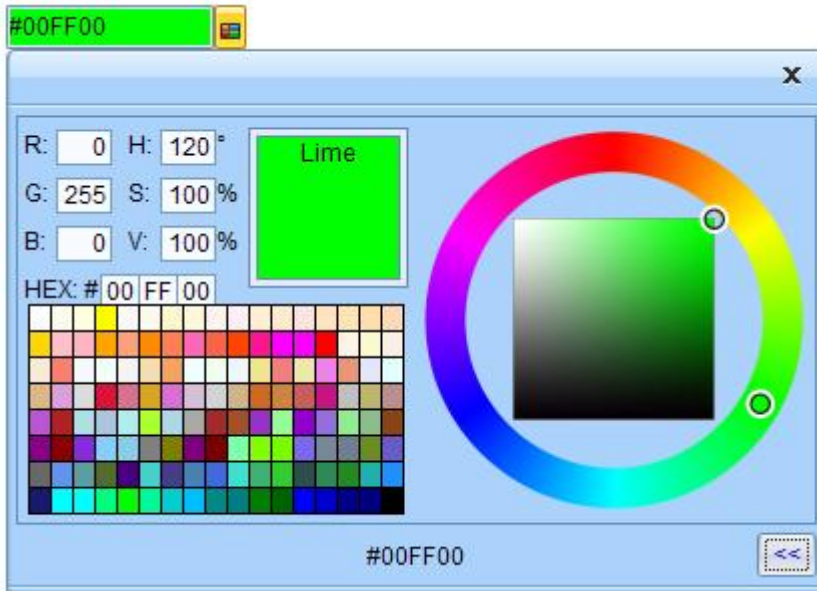 #00FF00
x
R: 0 H: 120 °
G: 255 S: 100 %
B: 0 V: 100 %
Lime
HEX: # 00 FF 00
#00FF00
<<